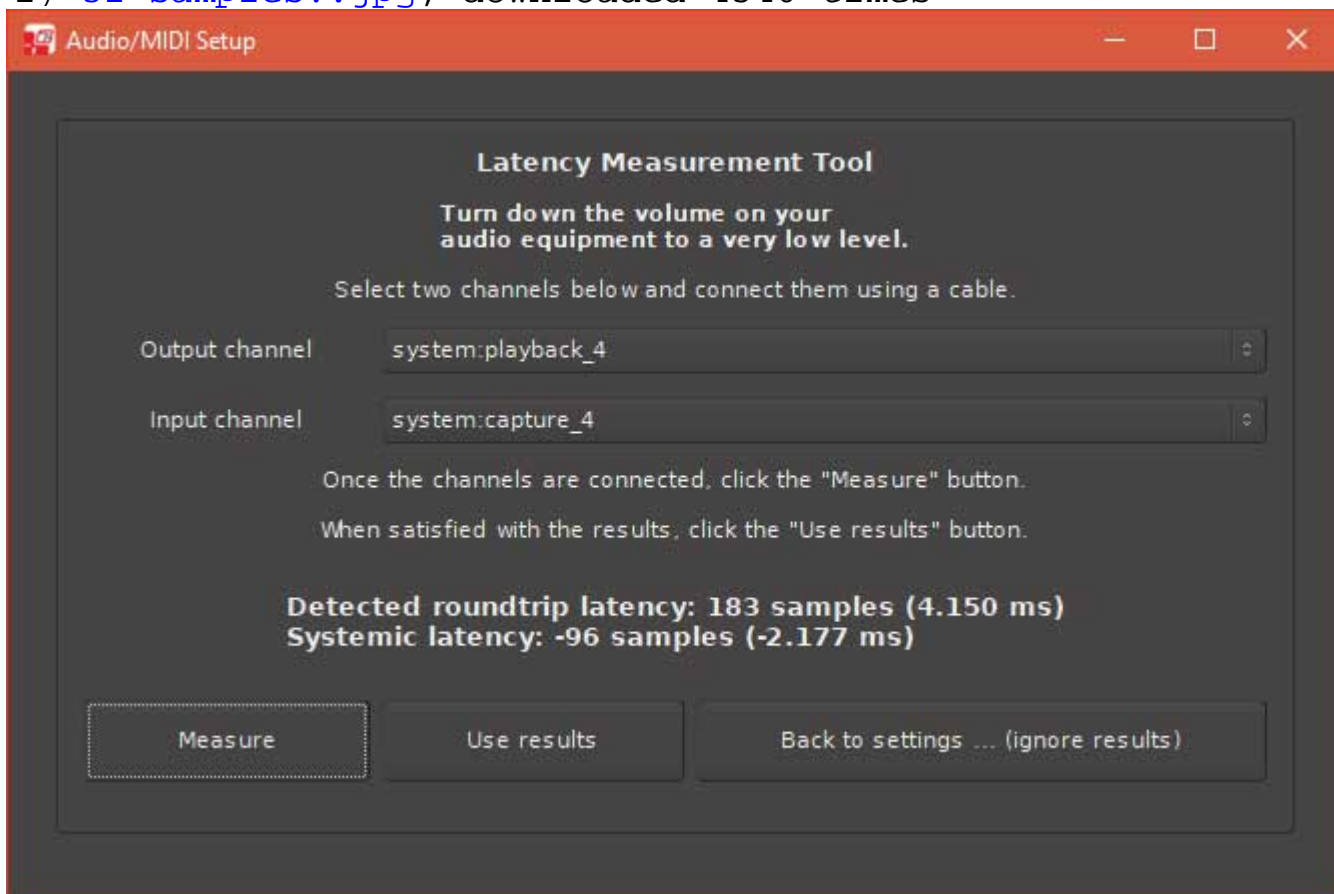 Audio/MIDI Setup
Latency Measurement Tool
Turn down the volume on your
audio equipment to a very low level.
Select two channels below and connect them using a cable.
Output channel system:playback_4
Input channel system:capture_4
Once the channels are connected, click the "Measure" button.
When satisfied with the results, click the "Use results" button.
Detected roundtrip latency: 183 samples (4.150 ms)
Systemic latency: -96 samples (-2.177 ms)
Measure Use results Back to settings ... (ignore results)